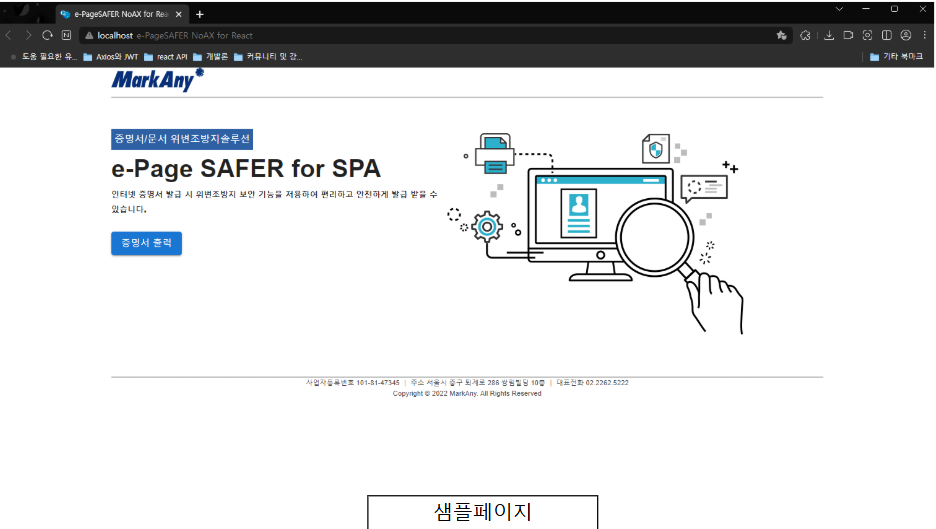 e-PageSAFER NoAX for Rea
localhost e-PageSAFER NoAX for React
도움 필요한 유... Axios와 JWT react API 개발론 커뮤니티 및 강... 기타 북마크
MarkAny
증명서/문서 위변조방지솔루션
e-Page SAFER for SPA
인터넷 증명서 발급 시 위변조방지 보안 기능을 적용하여 편리하고 안전하게 발급 받을 수
있습니다.
증명서 출력
사업자등록번호 101-81-47345 | 주소 서울시 중구 퇴계로 286 쌍림빌딩 10층 | 대표전화 02.2262.5222
Copyright © 2022 MarkAny. All Rights Reserved
샘플페이지